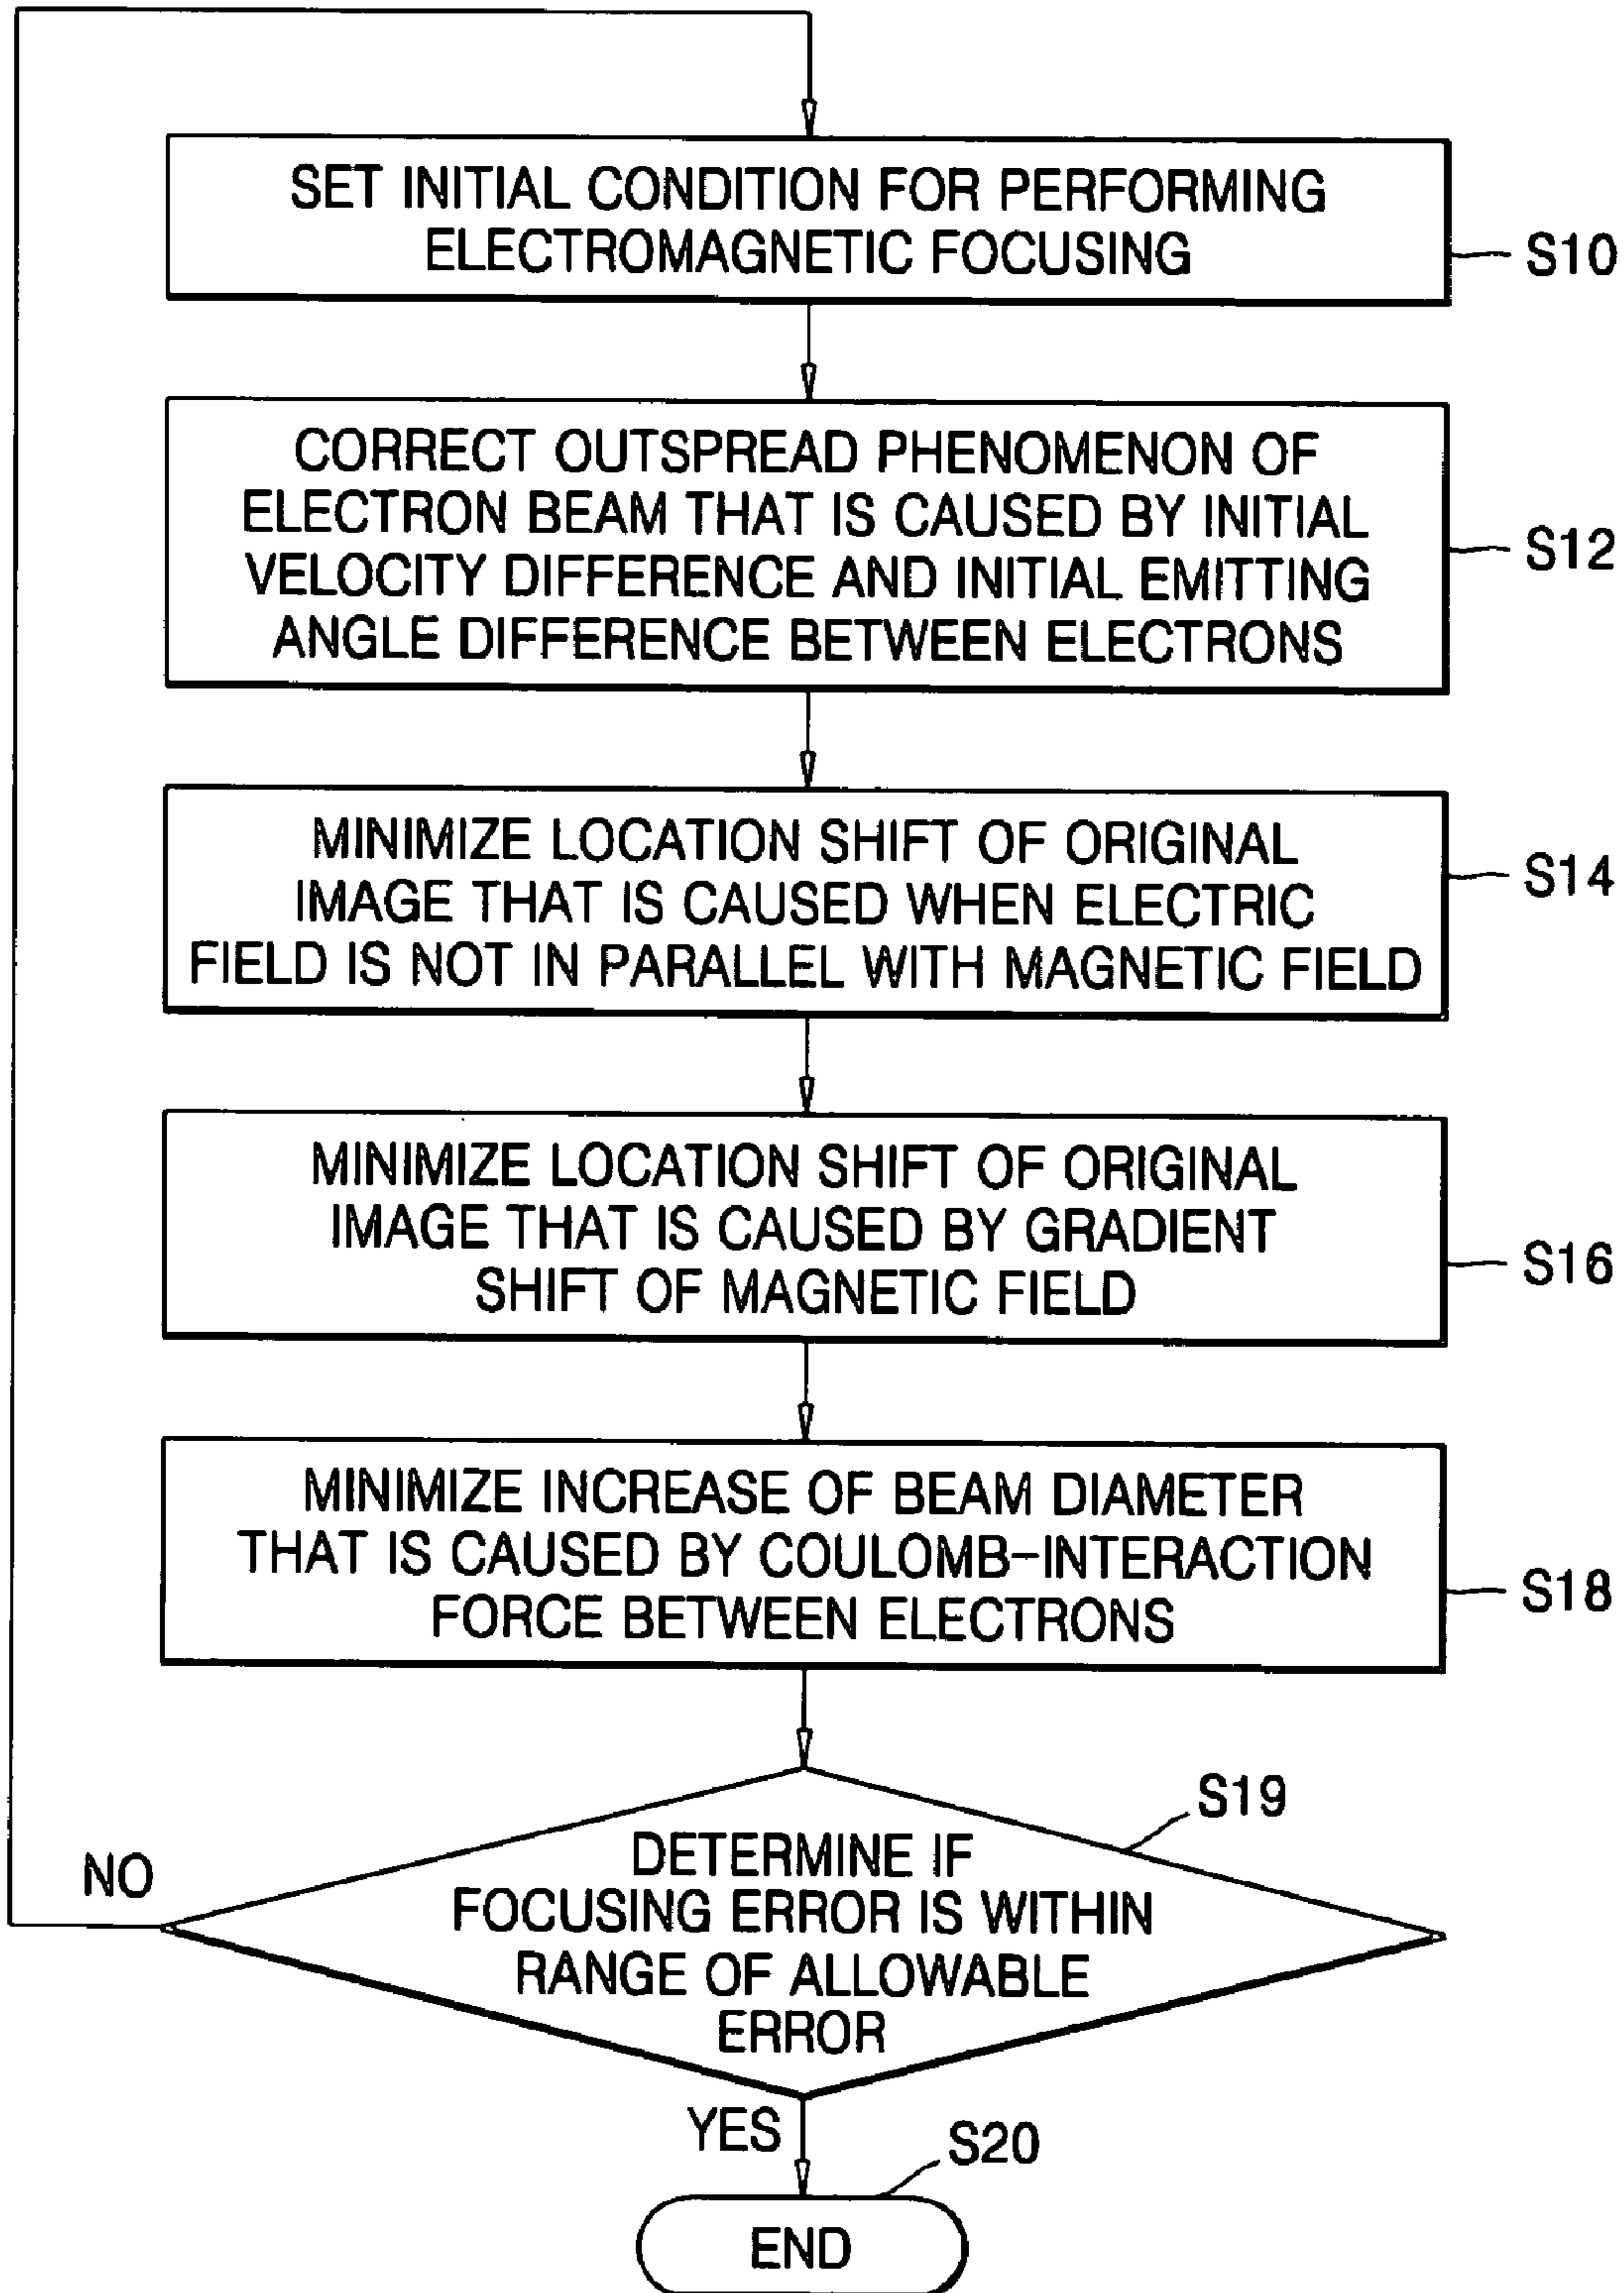 SET INITIAL CONDITION FOR PERFORMING
ELECTROMAGNETIC FOCUSING
S10
CORRECT OUTSPREAD PHENOMENON OF
ELECTRON BEAM THAT IS CAUSED BY INITIAL
VELOCITY DIFFERENCE AND INITIAL EMITTING
ANGLE DIFFERENCE BETWEEN ELECTRONS
S12
MINIMIZE LOCATION SHIFT OF ORIGINAL
IMAGE THAT IS CAUSED WHEN ELECTRIC
FIELD IS NOT IN PARALLEL WITH MAGNETIC FIELD
S14
MINIMIZE LOCATION SHIFT OF ORIGINAL
IMAGE THAT IS CAUSED BY GRADIENT
SHIFT OF MAGNETIC FIELD
S16
MINIMIZE INCREASE OF BEAM DIAMETER
THAT IS CAUSED BY COULOMB-INTERACTION
FORCE BETWEEN ELECTRONS
S18
S19
DETERMINE IF
FOCUSING ERROR IS WITHIN
RANGE OF ALLOWABLE
ERROR
NO
YES
S20
END